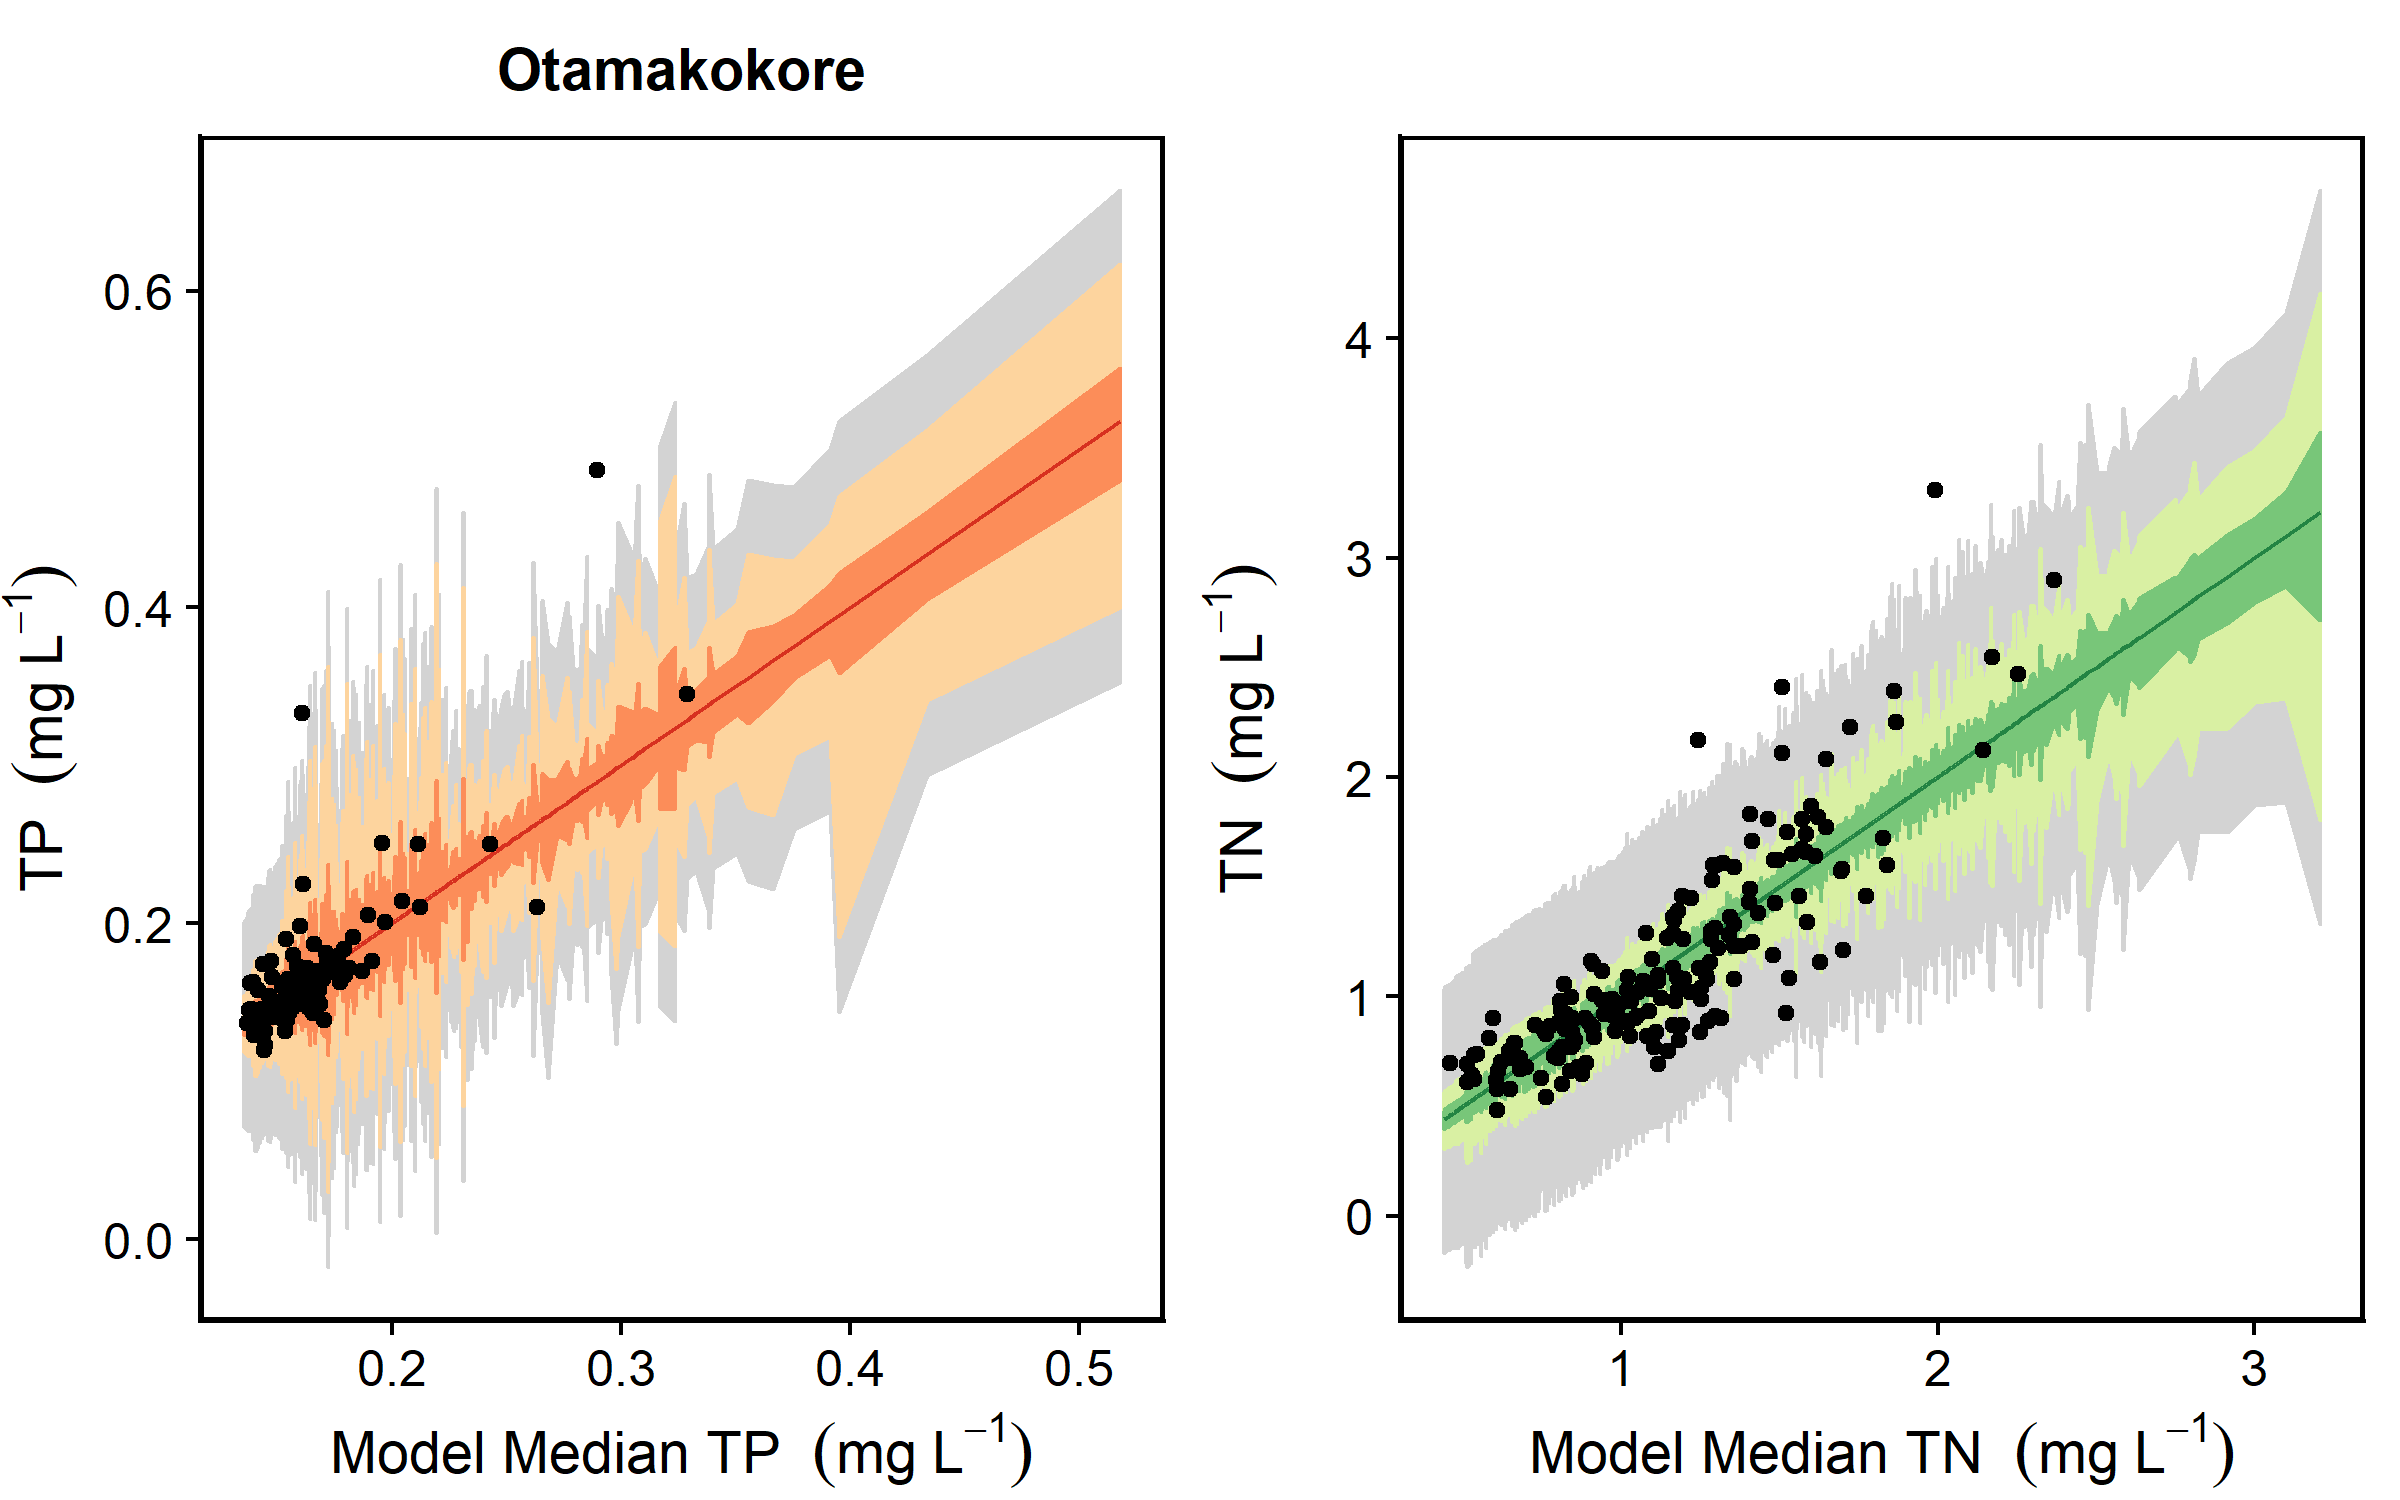 Otamakokore
TP (mg L⁻¹)
0.6
0.4
0.2
0.0
0.2 0.3 0.4 0.5
Model Median TP (mg L⁻¹)
TN (mg L⁻¹)
4
3
2
1
0
1 2 3
Model Median TN (mg L⁻¹)